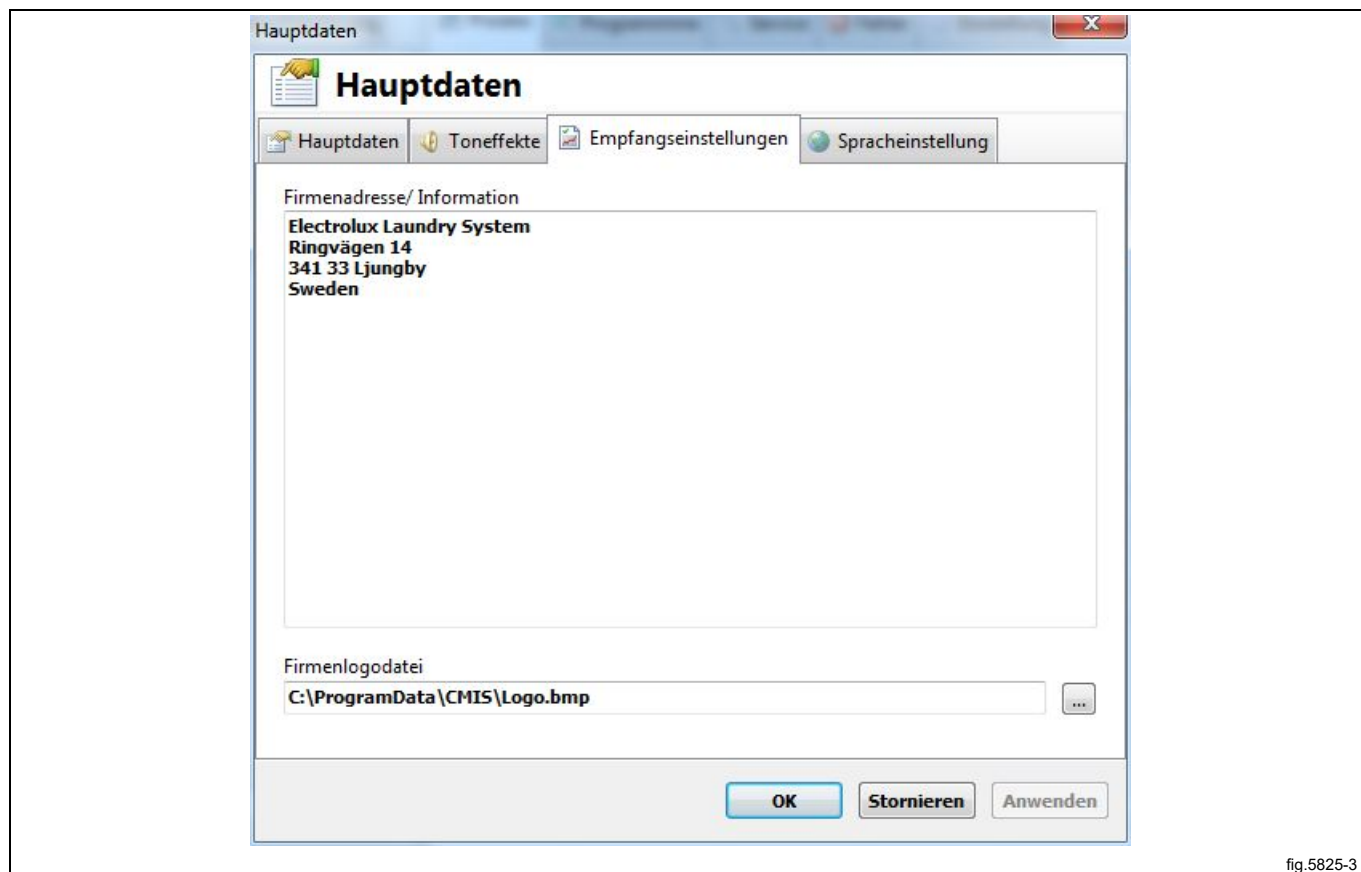 Hauptdaten
Hauptdaten
Hauptdaten
Toneffekte
Empfangseinstellungen
Spracheinstellung
Firmenadresse/ Information
Electrolux Laundry System
Ringvägen 14
341 33 Ljungby
Sweden
Firmenlogodatei
C:\ProgramData\CMIS\Logo.bmp
...
OK
Stornieren
Anwenden
fig.5825-3